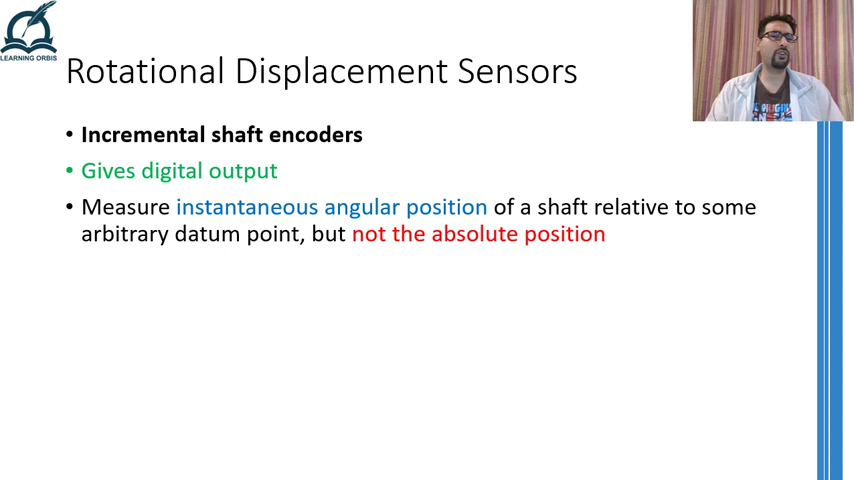 LEARNING ORBIS
Rotational Displacement Sensors
• Incremental shaft encoders
• Gives digital output
• Measure instantaneous angular position of a shaft relative to some
arbitrary datum point, but not the absolute position